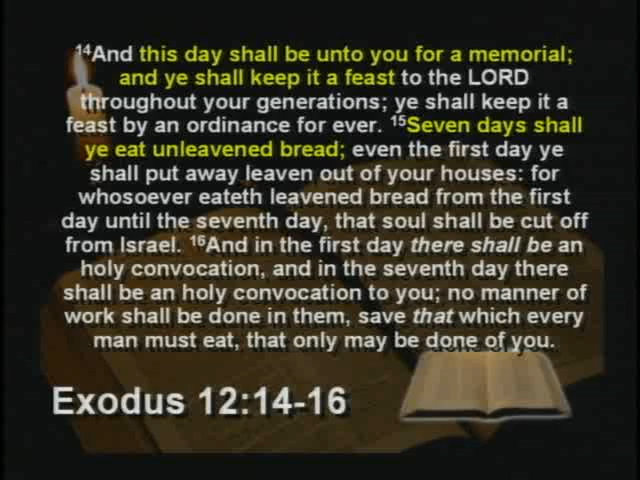 14And this day shall be unto you for a memorial;
and ye shall keep it a feast to the LORD
throughout your generations; ye shall keep it a
feast by an ordinance for ever. 15Seven days shall
ye eat unleavened bread; even the first day ye
shall put away leaven out of your houses: for
whosoever eateth leavened bread from the first
day until the seventh day, that soul shall be cut off
from Israel. 16And in the first day there shall be an
holy convocation, and in the seventh day there
shall be an holy convocation to you; no manner of
work shall be done in them, save that which every
man must eat, that only may be done of you.
Exodus 12:14-16